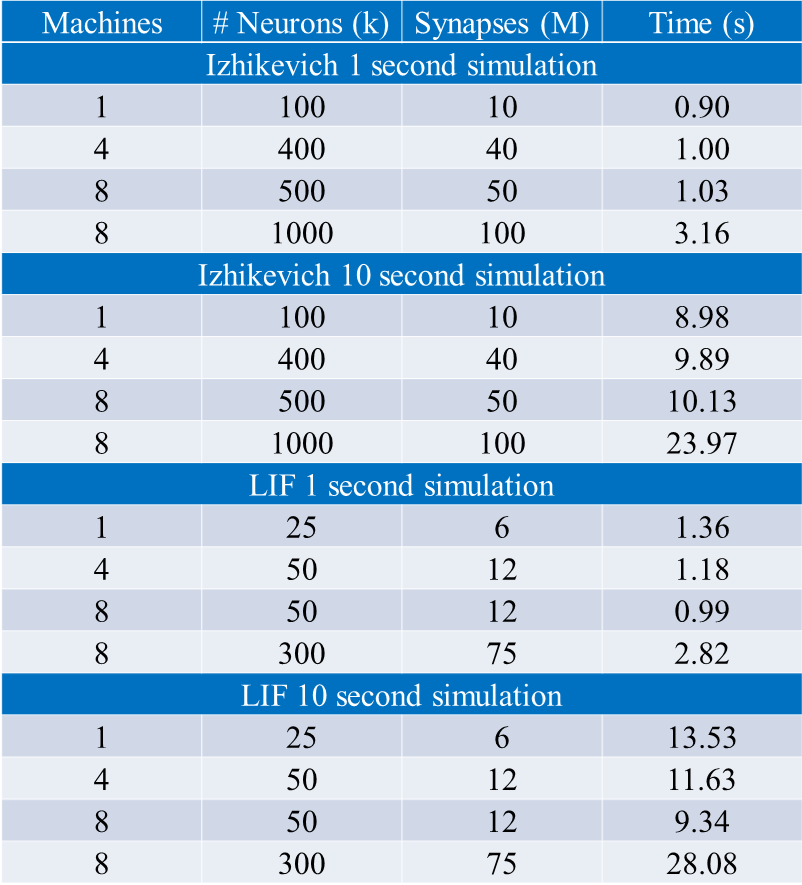 Machines # Neurons (k) Synapses (M) Time (s)
Izhikevich 1 second simulation
1 100 10 0.90
4 400 40 1.00
8 500 50 1.03
8 1000 100 3.16
Izhikevich 10 second simulation
1 100 10 8.98
4 400 40 9.89
8 500 50 10.13
8 1000 100 23.97
LIF 1 second simulation
1 25 6 1.36
4 50 12 1.18
8 50 12 0.99
8 300 75 2.82
LIF 10 second simulation
1 25 6 13.53
4 50 12 11.63
8 50 12 9.34
8 300 75 28.08